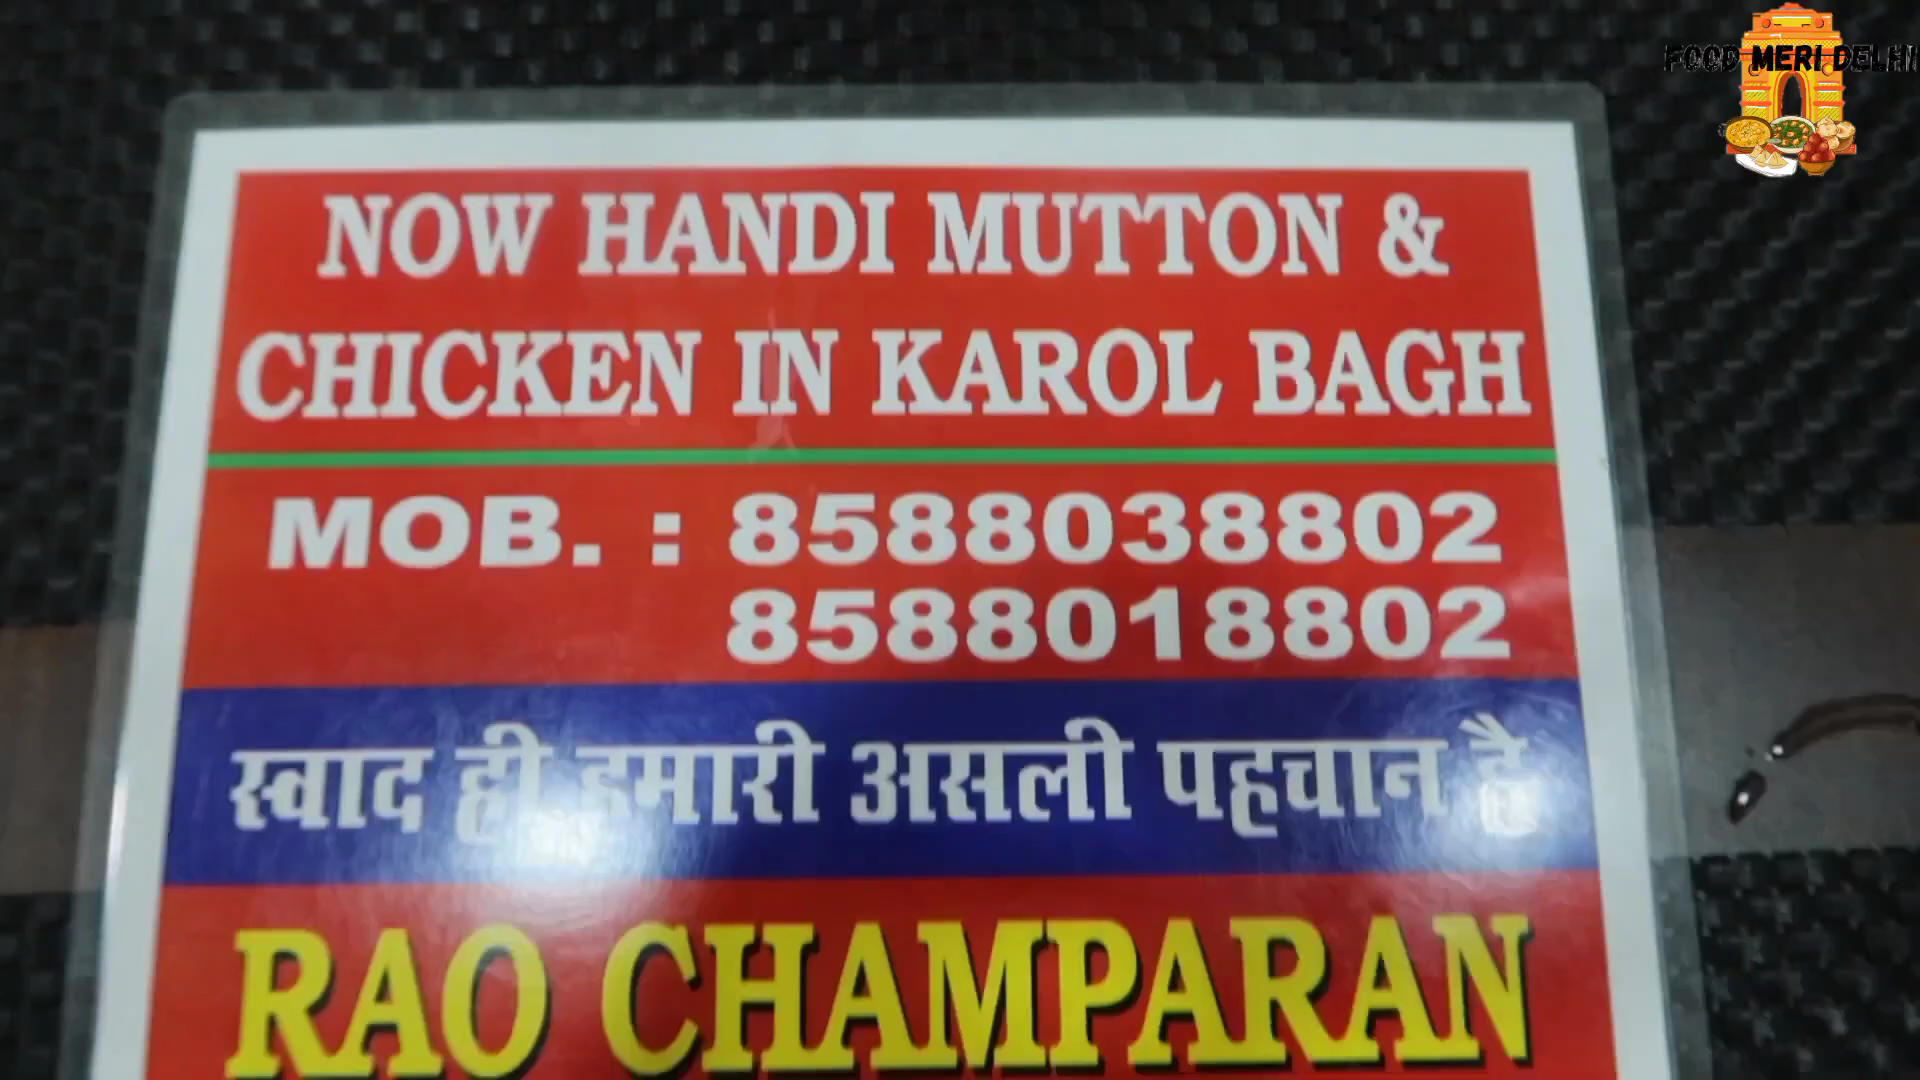 FOOD MERI DELHI
NOW HANDI MUTTON &
CHICKEN IN KAROL BAGH
MOB. : 8588038802
8588018802
स्वाद ही हमारी असली पहचान है
RAO CHAMPARAN